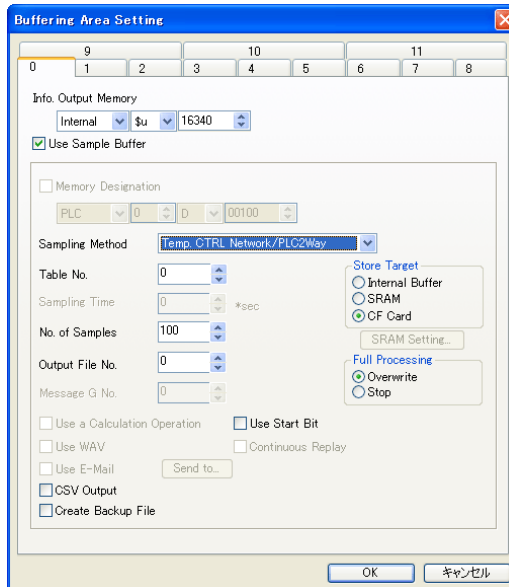 Buffering Area Setting
9 10 11
0 1 2 3 4 5 6 7 8
Info. Output Memory
Internal $u 16340
Use Sample Buffer
Memory Designation
PLC 0 D 00100
Sampling Method Temp. CTRL Network/PLC2Way
Table No. 0
Sampling Time 0 *sec
No. of Samples 100
Output File No. 0
Message G No. 0
Store Target
Internal Buffer
SRAM
CF Card
SRAM Setting...
Full Processing
Overwrite
Stop
Use a Calculation Operation Use Start Bit
Use WAV Continuous Replay
Use E-Mail Send to...
CSV Output
Create Backup File
OK キャンセル